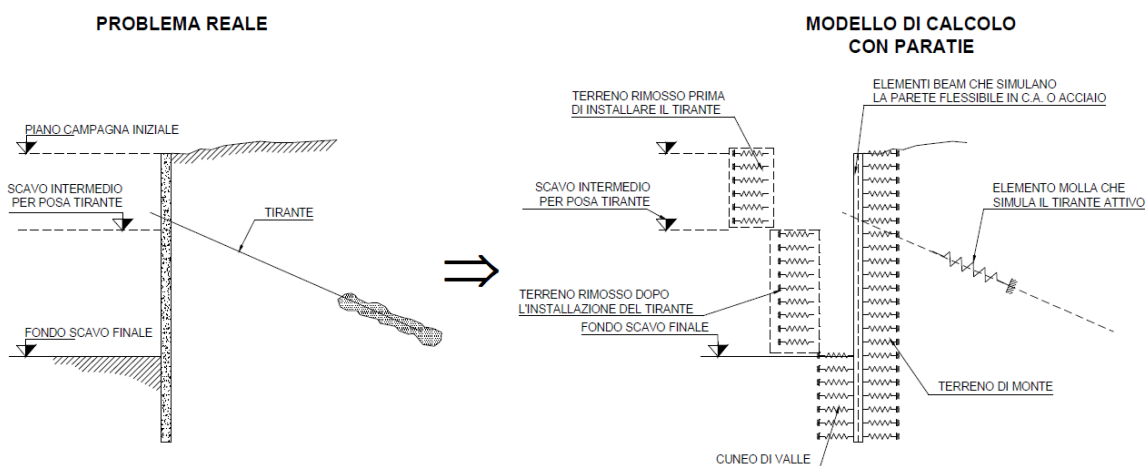 PROBLEMA REALE
PIANO CAMPAGNA INIZIALE
SCAVO INTERMEDIO
PER POSA TIRANTE
TIRANTE
FONDO SCAVO FINALE
MODELLO DI CALCOLO
CON PARATIE
ELEMENTI BEAM CHE SIMULANO
LA PARETE FLESSIBILE IN C.A. O ACCIAIO
TERRENO RIMOSSO PRIMA
DI INSTALLARE IL TIRANTE
SCAVO INTERMEDIO
PER POSA TIRANTE
ELEMENTO MOLLA CHE
SIMULA IL TIRANTE ATTIVO
TERRENO RIMOSSO DOPO
L'INSTALLAZIONE DEL TIRANTE
FONDO SCAVO FINALE
TERRENO DI MONTE
CUNEO DI VALLE